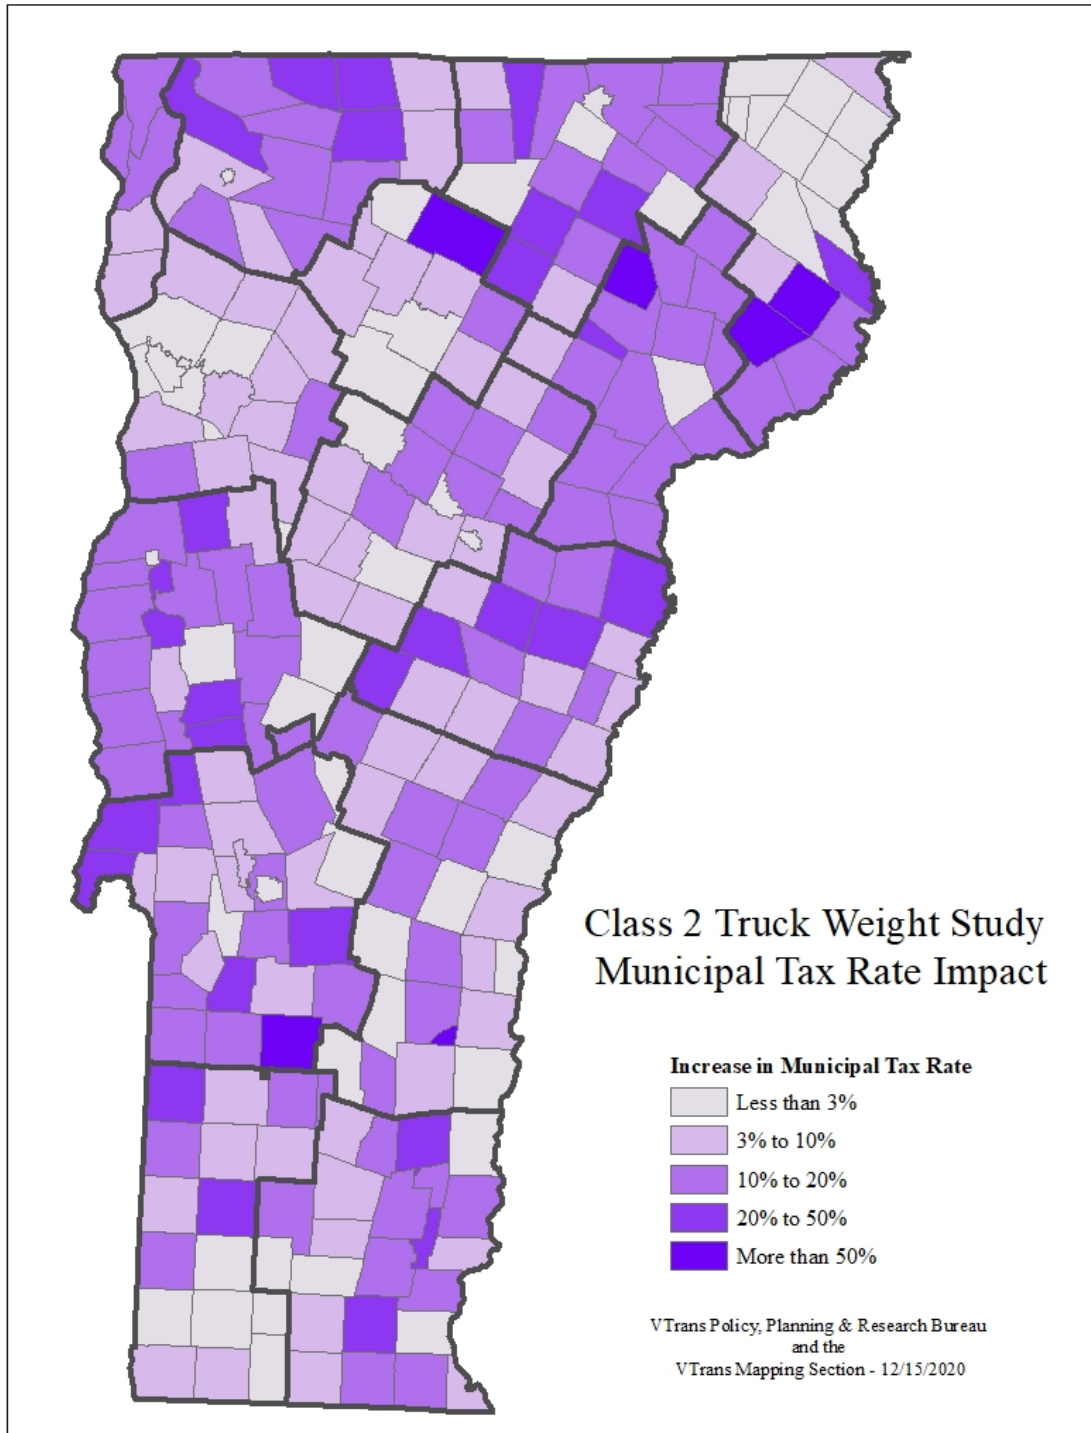 Class 2 Truck Weight Study
Municipal Tax Rate Impact
Increase in Municipal Tax Rate
Less than 3%
3% to 10%
10% to 20%
20% to 50%
More than 50%
VTrans Policy, Planning & Research Bureau
and the
VTrans Mapping Section - 12/15/2020